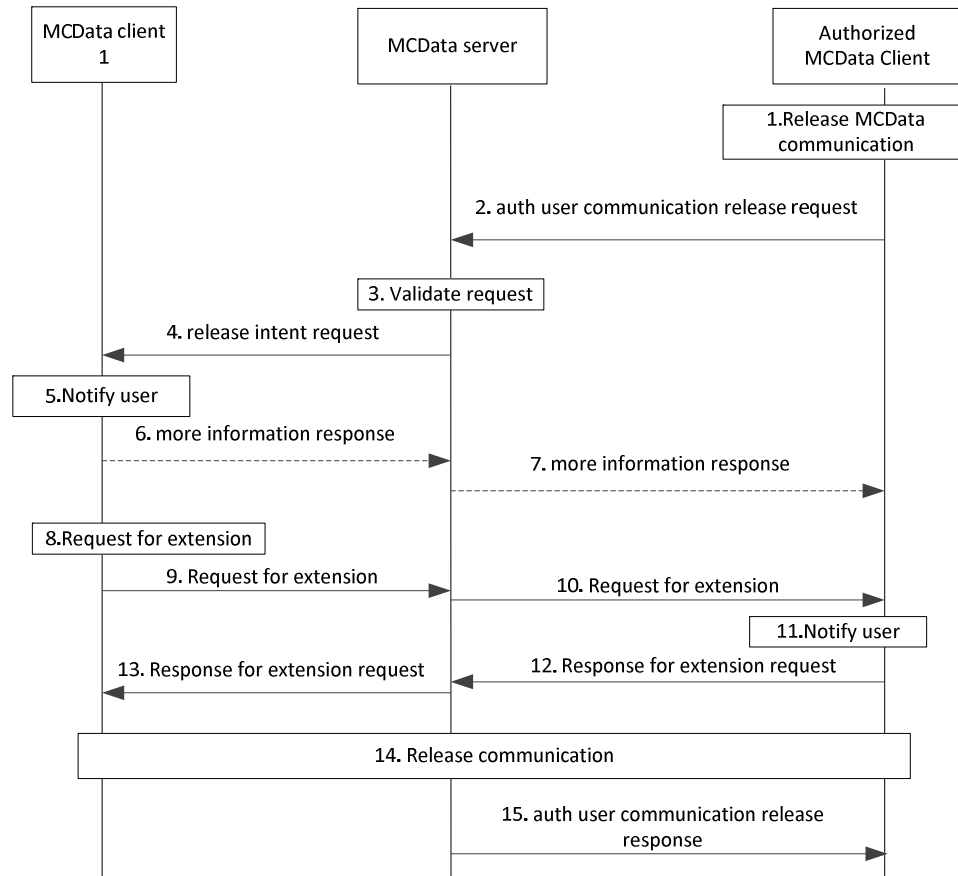 MCData client
1
MCData server
Authorized
MCData Client
1.Release MCData
communication
2. auth user communication release request
3. Validate request
4. release intent request
5.Notify user
6. more information response
7. more information response
8.Request for extension
9. Request for extension
10. Request for extension
11.Notify user
12. Response for extension request
13. Response for extension request
14. Release communication
15. auth user communication release
response